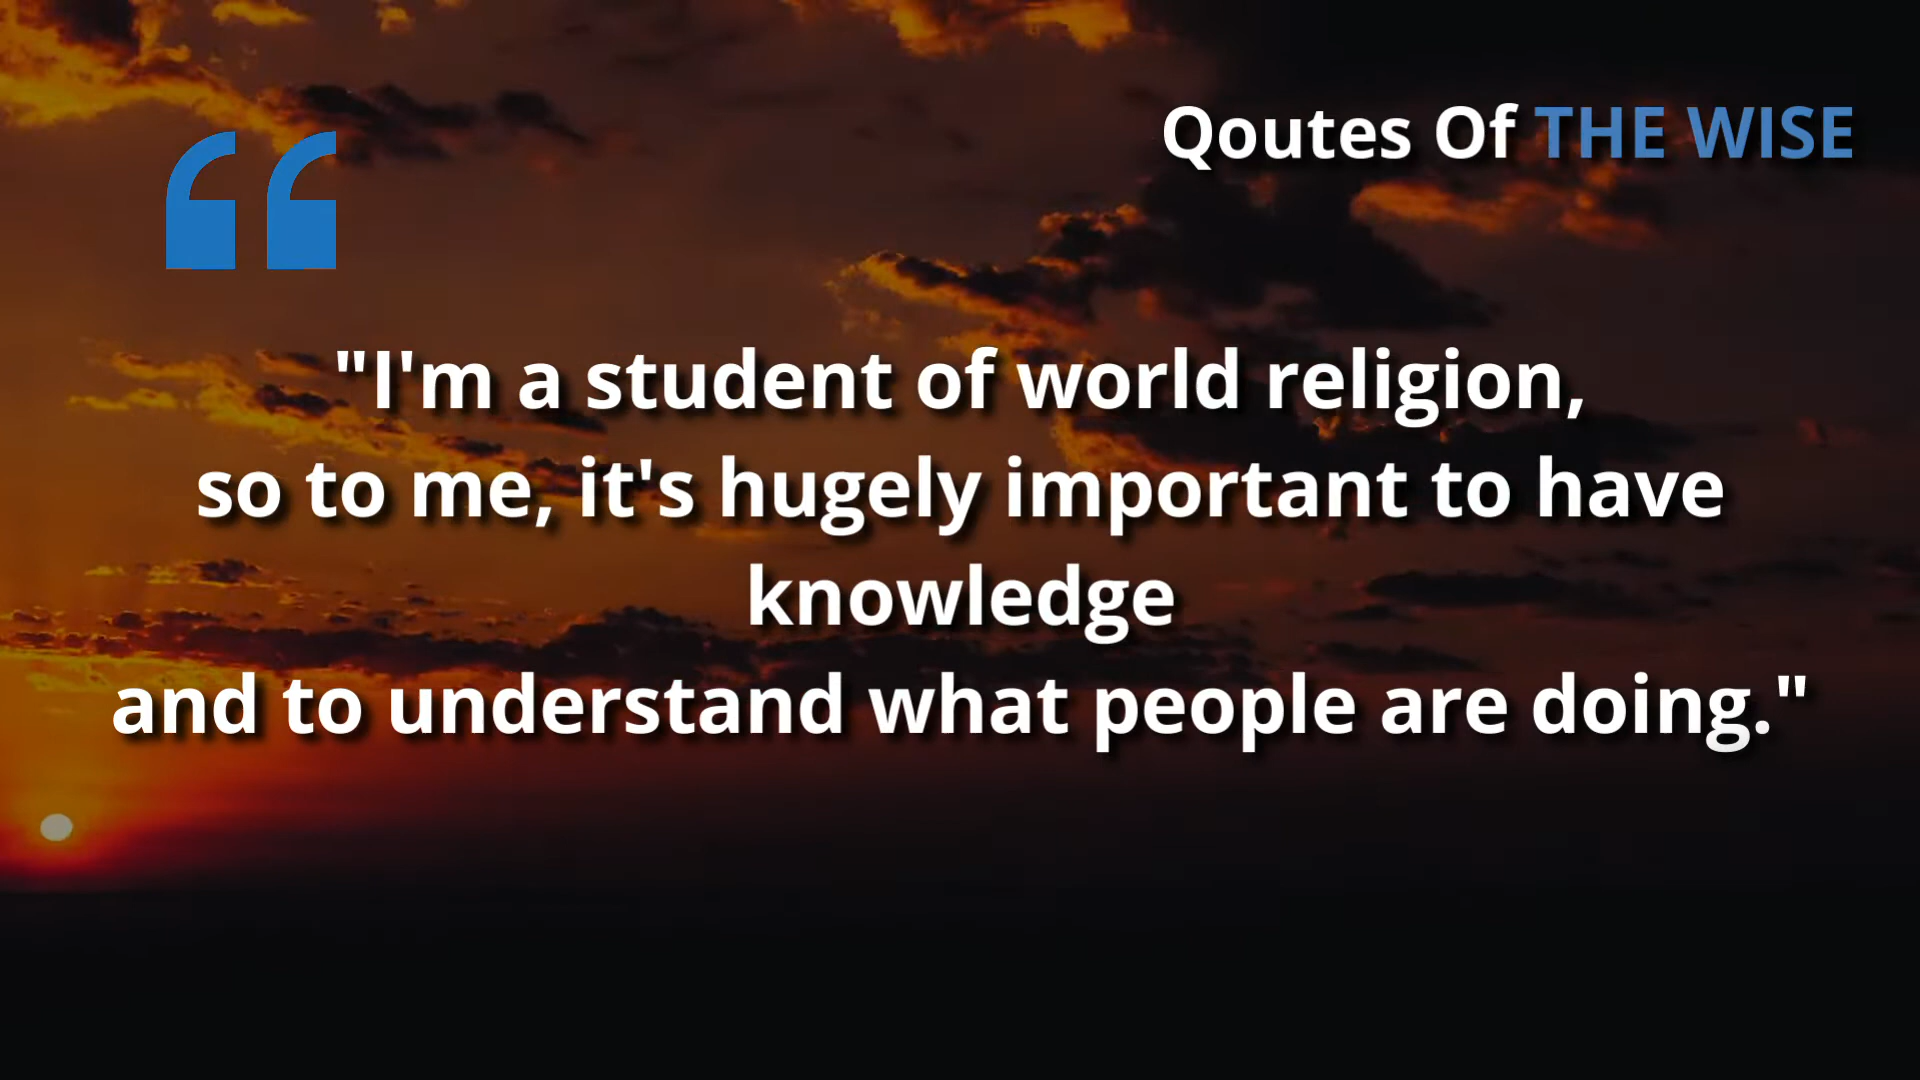 Qoutes Of THE WISE
"I'm a student of world religion,
so to me, it's hugely important to have
knowledge
and to understand what people are doing."